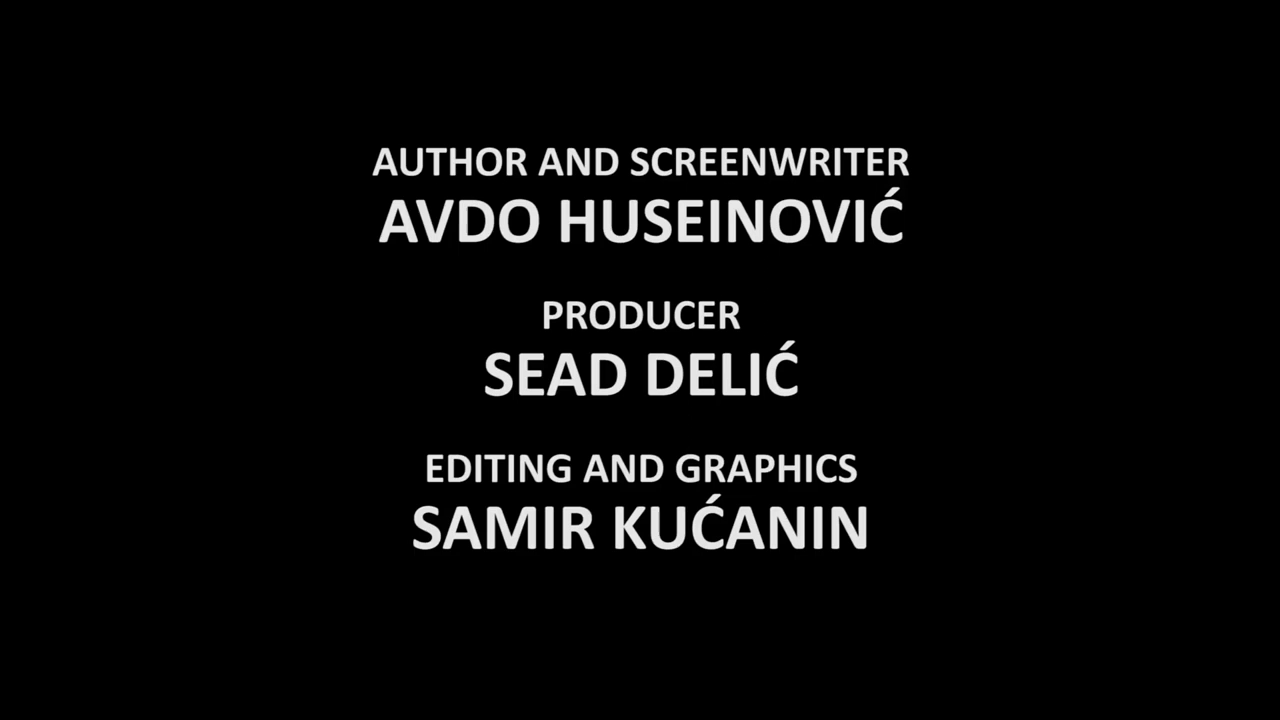 AUTHOR AND SCREENWRITER
AVDO HUSEINOVIĆ
PRODUCER
SEAD DELIĆ
EDITING AND GRAPHICS
SAMIR KUĆANIN